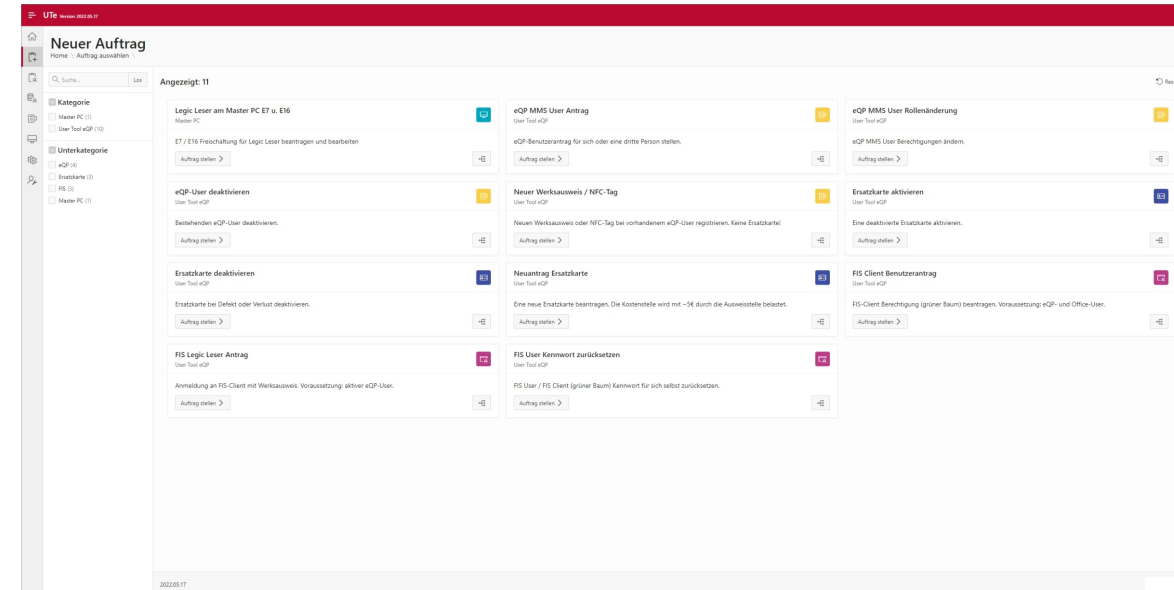 UTe Version 2022.05.17
Neuer Auftrag
Home \ Auftrag auswählen \
Suche...
Los
Angezeigt: 11
Kategorie
Master PC (1)
User Tool eQP (10)
Unterkategorie
eQP (4)
Ersatzkarte (3)
FIS (3)
Master PC (1)
Legic Leser am Master PC E7 u. E16
Master PC
E7 / E16 Freischaltung für Legic Leser beantragen und bearbeiten
Auftrag stellen
eQP MMS User Antrag
User Tool eQP
eQP-Benutzerantrag für sich oder eine dritte Person stellen.
Auftrag stellen
eQP MMS User Rollenänderung
User Tool eQP
eQP MMS User Berechtigungen ändern.
Auftrag stellen
eQP-User deaktivieren
User Tool eQP
Bestehenden eQP-User deaktivieren.
Auftrag stellen
Neuer Werksausweis / NFC-Tag
User Tool eQP
Neuen Werksausweis oder NFC-Tag bei vorhandenem eQP-User registrieren. Keine Ersatzkarte!
Auftrag stellen
Ersatzkarte aktivieren
User Tool eQP
Eine deaktivierte Ersatzkarte aktivieren.
Auftrag stellen
Ersatzkarte deaktivieren
User Tool eQP
Ersatzkarte bei Defekt oder Verlust deaktivieren.
Auftrag stellen
Neuantrag Ersatzkarte
User Tool eQP
Eine neue Ersatzkarte beantragen. Die Kostenstelle wird mit ~5€ durch die Ausweisstelle belastet.
Auftrag stellen
FIS Client Benutzerantrag
User Tool eQP
FIS-Client Berechtigung (grüner Baum) beantragen. Voraussetzung: eQP- und Office-User.
Auftrag stellen
FIS Legic Leser Antrag
User Tool eQP
Anmeldung an FIS-Client mit Werksausweis. Voraussetzung: aktiver eQP-User.
Auftrag stellen
FIS User Kennwort zurücksetzen
User Tool eQP
FIS User / FIS Client (grüner Baum) Kennwort für sich selbst zurücksetzen.
Auftrag stellen
2022.05.17